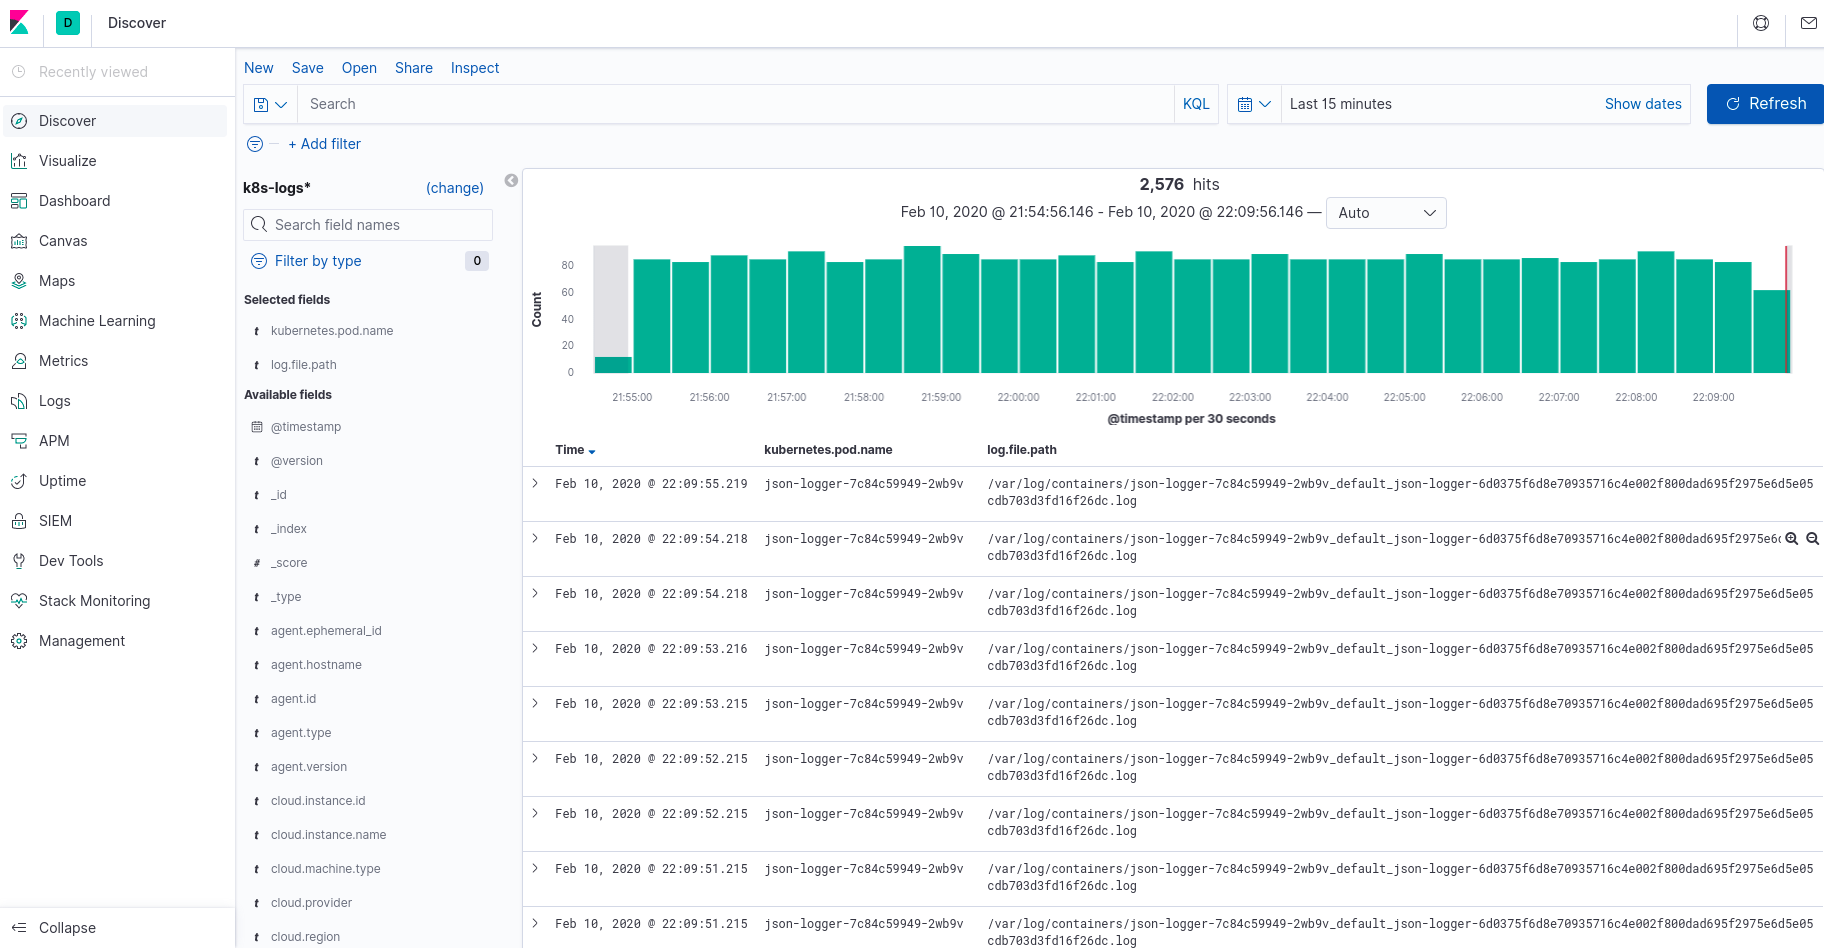 D
Discover
Recently viewed
Discover
Visualize
Dashboard
Canvas
Maps
Machine Learning
Metrics
Logs
APM
Uptime
SIEM
Dev Tools
Stack Monitoring
Management
Collapse
New Save Open Share Inspect
Search KQL
Last 15 minutes Show dates
Refresh
+ Add filter
k8s-logs* (change)
Search field names
Filter by type 0
Selected fields
t kubernetes.pod.name
t log.file.path
Available fields
@timestamp
t @version
t _id
t _index
# _score
t _type
t agent.ephemeral_id
t agent.hostname
t agent.id
t agent.type
t agent.version
t cloud.instance.id
t cloud.instance.name
t cloud.machine.type
t cloud.provider
t cloud.region
2,576 hits
Feb 10, 2020 @ 21:54:56.146 - Feb 10, 2020 @ 22:09:56.146 — Auto
Count
80
60
40
20
0
21:55:00 21:56:00 21:57:00 21:58:00 21:59:00 22:00:00 22:01:00 22:02:00 22:03:00 22:04:00 22:05:00 22:06:00 22:07:00 22:08:00 22:09:00
@timestamp per 30 seconds
Time kubernetes.pod.name log.file.path
Feb 10, 2020 @ 22:09:55.219 json-logger-7c84c59949-2wb9v /var/log/containers/json-logger-7c84c59949-2wb9v_default_json-logger-6d0375f6d8e70935716c4e002f800dad695f2975e6d5e05
cdb703d3fd16f26dc.log
Feb 10, 2020 @ 22:09:54.218 json-logger-7c84c59949-2wb9v /var/log/containers/json-logger-7c84c59949-2wb9v_default_json-logger-6d0375f6d8e70935716c4e002f800dad695f2975e6
cdb703d3fd16f26dc.log
Feb 10, 2020 @ 22:09:54.218 json-logger-7c84c59949-2wb9v /var/log/containers/json-logger-7c84c59949-2wb9v_default_json-logger-6d0375f6d8e70935716c4e002f800dad695f2975e6d5e05
cdb703d3fd16f26dc.log
Feb 10, 2020 @ 22:09:53.216 json-logger-7c84c59949-2wb9v /var/log/containers/json-logger-7c84c59949-2wb9v_default_json-logger-6d0375f6d8e70935716c4e002f800dad695f2975e6d5e05
cdb703d3fd16f26dc.log
Feb 10, 2020 @ 22:09:53.215 json-logger-7c84c59949-2wb9v /var/log/containers/json-logger-7c84c59949-2wb9v_default_json-logger-6d0375f6d8e70935716c4e002f800dad695f2975e6d5e05
cdb703d3fd16f26dc.log
Feb 10, 2020 @ 22:09:52.215 json-logger-7c84c59949-2wb9v /var/log/containers/json-logger-7c84c59949-2wb9v_default_json-logger-6d0375f6d8e70935716c4e002f800dad695f2975e6d5e05
cdb703d3fd16f26dc.log
Feb 10, 2020 @ 22:09:52.215 json-logger-7c84c59949-2wb9v /var/log/containers/json-logger-7c84c59949-2wb9v_default_json-logger-6d0375f6d8e70935716c4e002f800dad695f2975e6d5e05
cdb703d3fd16f26dc.log
Feb 10, 2020 @ 22:09:51.215 json-logger-7c84c59949-2wb9v /var/log/containers/json-logger-7c84c59949-2wb9v_default_json-logger-6d0375f6d8e70935716c4e002f800dad695f2975e6d5e05
cdb703d3fd16f26dc.log
Feb 10, 2020 @ 22:09:51.215 json-logger-7c84c59949-2wb9v /var/log/containers/json-logger-7c84c59949-2wb9v_default_json-logger-6d0375f6d8e70935716c4e002f800dad695f2975e6d5e05
cdb703d3fd16f26dc.log